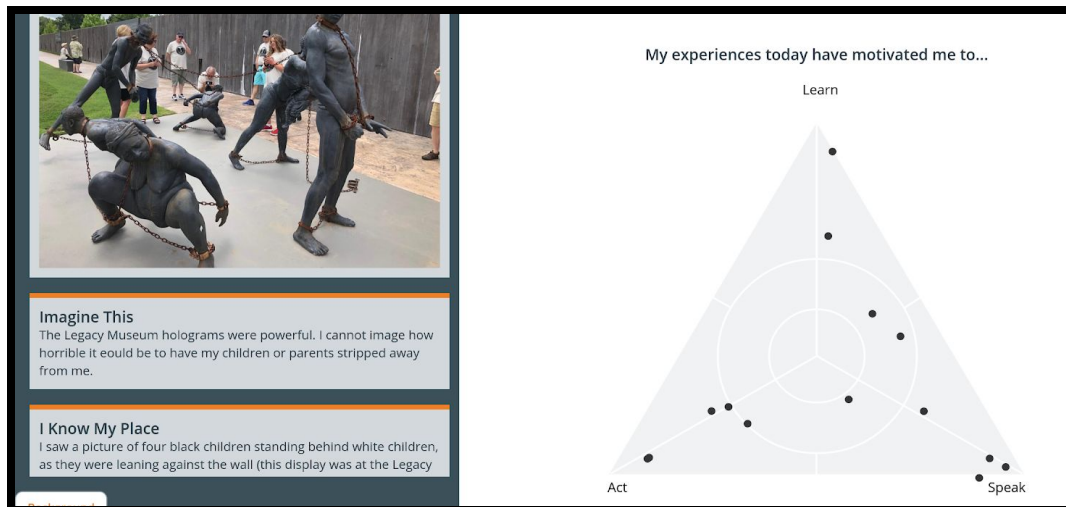 Imagine This
The Legacy Museum holograms were powerful. I cannot image how
horrible it eould be to have my children or parents stripped away
from me.
I Know My Place
I saw a picture of four black children standing behind white children,
as they were leaning against the wall (this display was at the Legacy
My experiences today have motivated me to...
Learn
Act
Speak